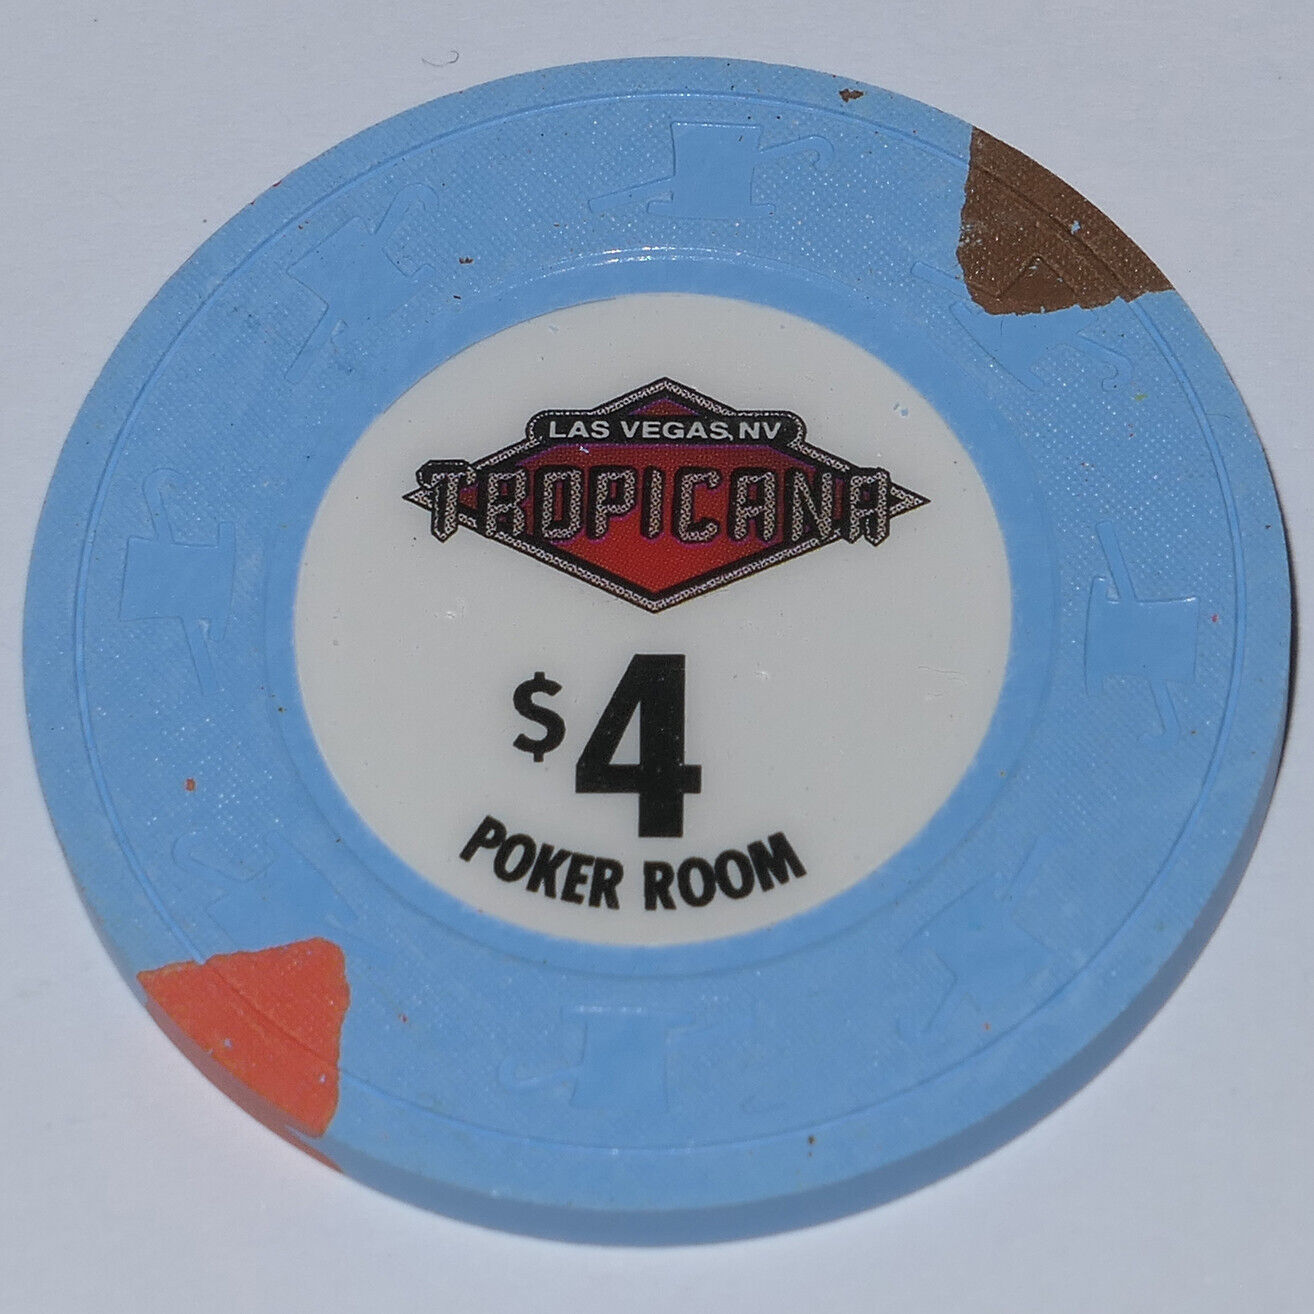 LAS VEGAS, NV
TROPICANA
$4
POKER ROOM